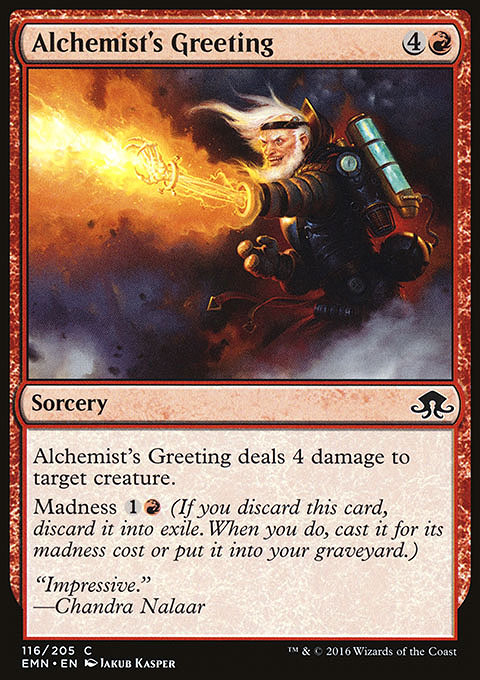 Alchemist's Greeting 4
Sorcery
Alchemist's Greeting deals 4 damage to
target creature.
Madness 1 (If you discard this card,
discard it into exile. When you do, cast it for its
madness cost or put it into your graveyard.)
"Impressive."
—Chandra Nalaar
116/205 C
EMN • EN Jakub Kasper
™ & © 2016 Wizards of the Coast